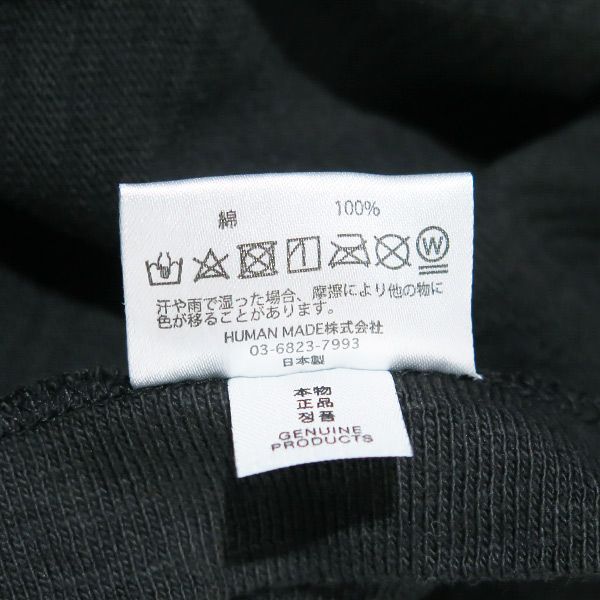 綿 100%
W
汗や雨で湿った場合、摩擦により他の物に
色が移ることがあります。
HUMAN MADE株式会社
03-6823-7993
日本製
本物
正品
정품
GENUINE
PRODUCTS